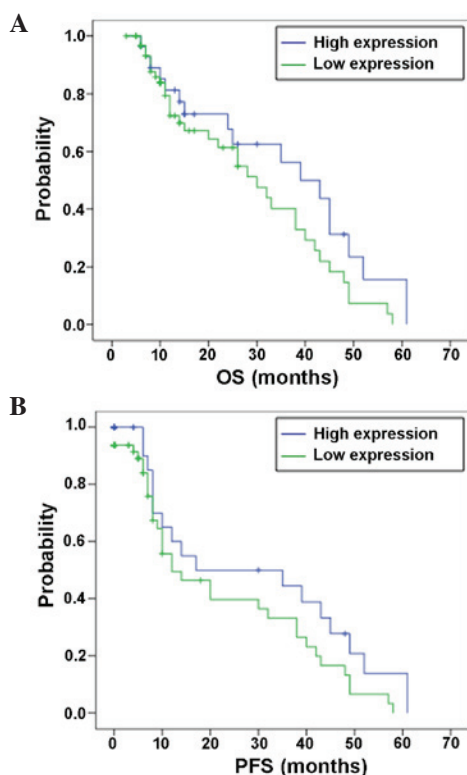 A
High expression
Low expression
Probability
1.0
0.8
0.6
0.4
0.2
0.0
0 10 20 30 40 50 60 70
OS (months)
B
High expression
Low expression
Probability
1.0
0.8
0.6
0.4
0.2
0.0
0 10 20 30 40 50 60 70
PFS (months)